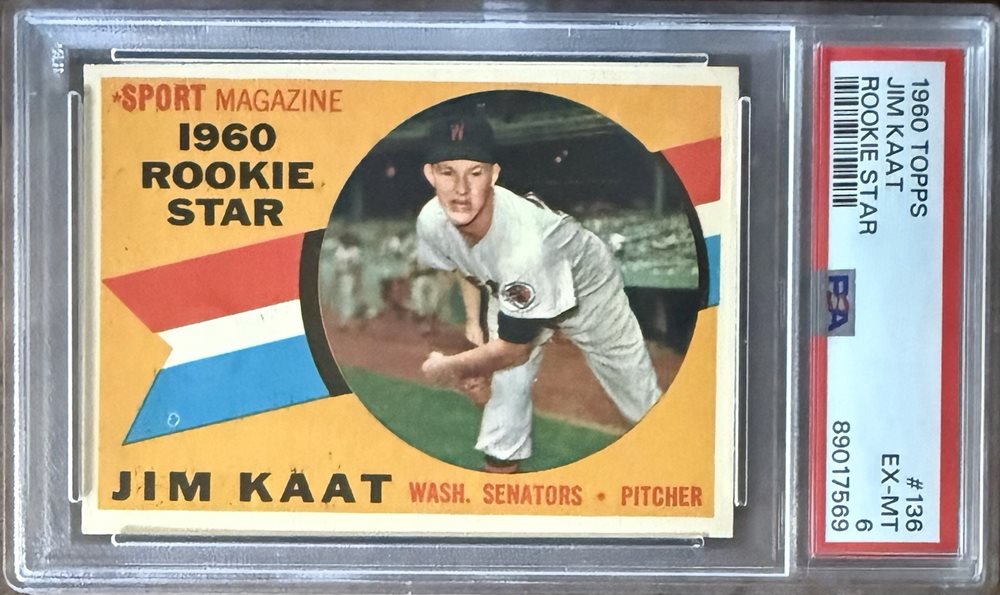 *SPORT MAGAZINE
1960
ROOKIE
STAR
W
JIM KAAT WASH. SENATORS • PITCHER
1960 TOPPS #136
JIM KAAT EX-MT
ROOKIE STAR 6
PSA 89017569